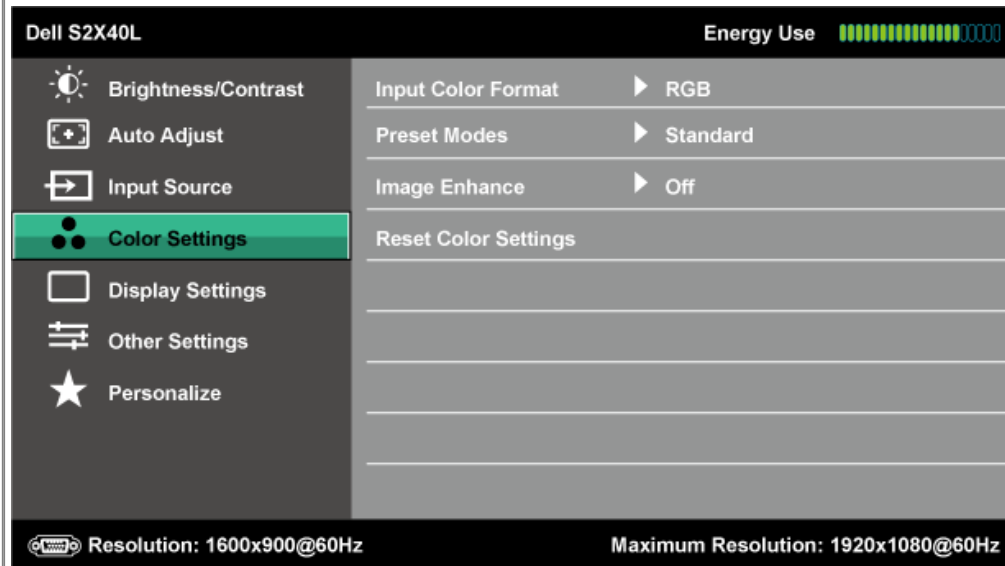 Dell S2X40L Energy Use
Brightness/Contrast
Auto Adjust
Input Source
Color Settings
Display Settings
Other Settings
Personalize
Input Color Format RGB
Preset Modes Standard
Image Enhance Off
Reset Color Settings
Resolution: 1600x900@60Hz Maximum Resolution: 1920x1080@60Hz